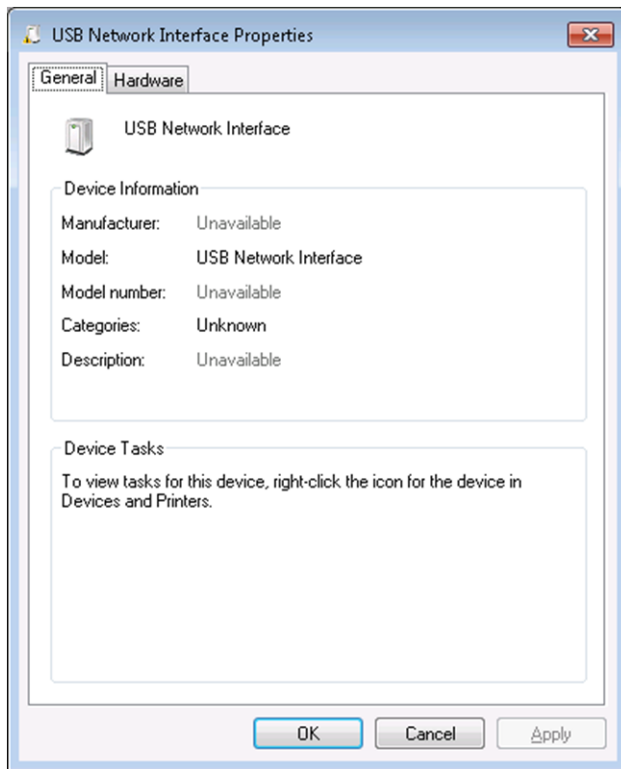 USB Network Interface Properties
General Hardware
USB Network Interface
Device Information
Manufacturer: Unavailable
Model: USB Network Interface
Model number: Unavailable
Categories: Unknown
Description: Unavailable
Device Tasks
To view tasks for this device, right-click the icon for the device in
Devices and Printers.
OK Cancel Apply